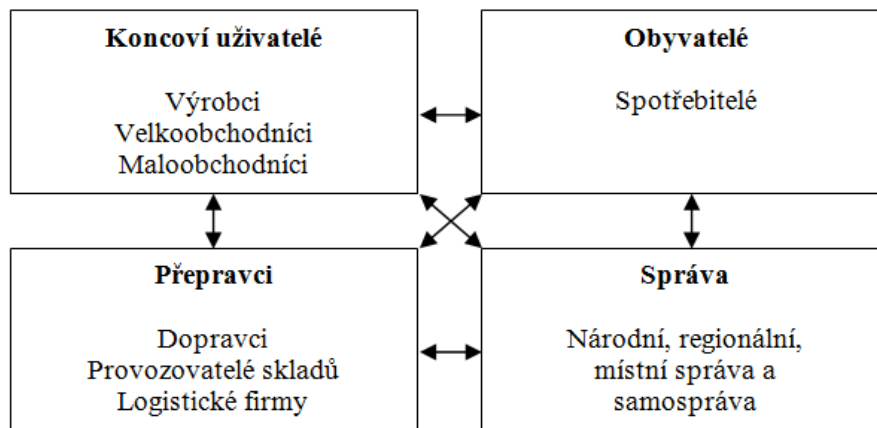 Koncoví uživatelé
Výrobci
Velkoobchodníci
Maloobchodníci
Obyvatelé
Spotřebitelé
Přepravci
Dopravci
Provozovatelé skladů
Logistické firmy
Správa
Národní, regionální,
místní správa a
samospráva